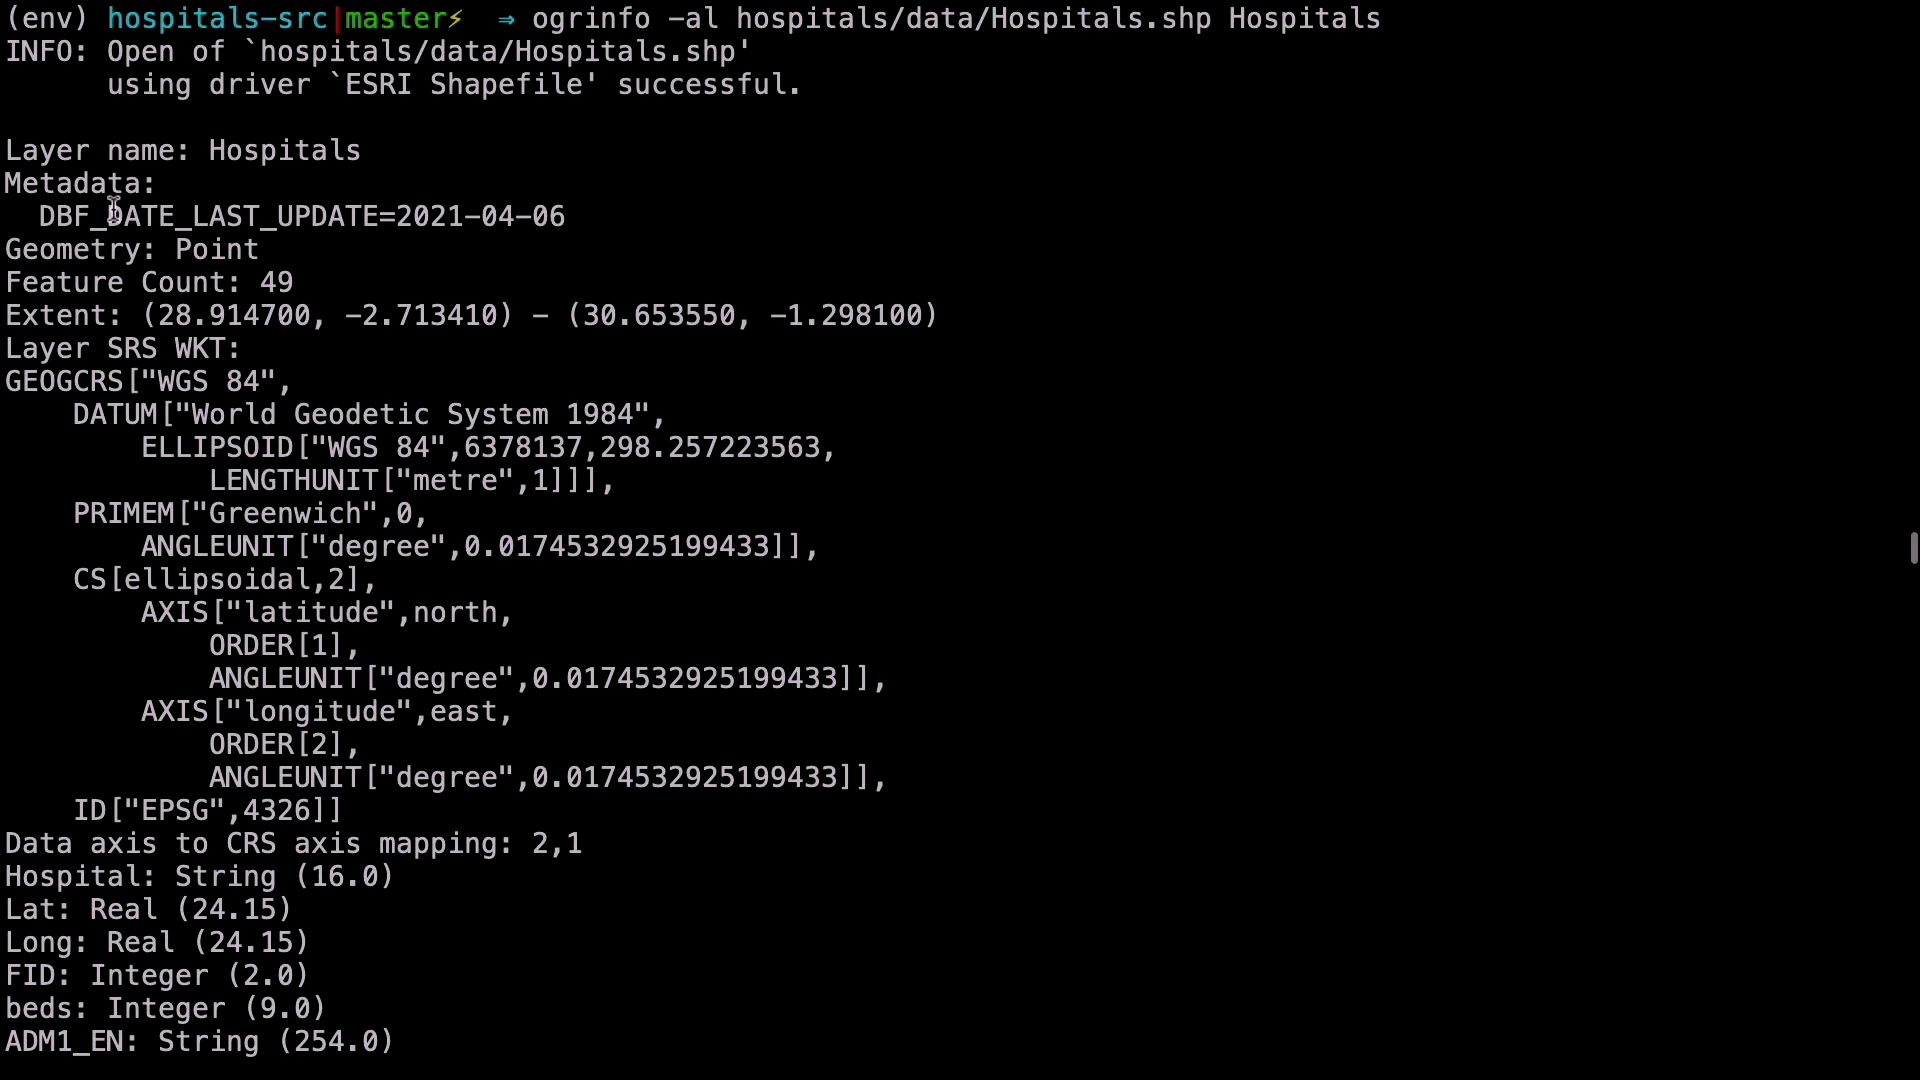 (env) hospitals-src|master⚡ ⇒ ogrinfo -al hospitals/data/Hospitals.shp Hospitals
INFO: Open of `hospitals/data/Hospitals.shp'
      using driver `ESRI Shapefile' successful.

Layer name: Hospitals
Metadata:
  DBF_DATE_LAST_UPDATE=2021-04-06
Geometry: Point
Feature Count: 49
Extent: (28.914700, -2.713410) - (30.653550, -1.298100)
Layer SRS WKT:
GEOGCRS["WGS 84",
    DATUM["World Geodetic System 1984",
        ELLIPSOID["WGS 84",6378137,298.257223563,
            LENGTHUNIT["metre",1]]],
    PRIMEM["Greenwich",0,
        ANGLEUNIT["degree",0.0174532925199433]],
    CS[ellipsoidal,2],
        AXIS["latitude",north,
            ORDER[1],
            ANGLEUNIT["degree",0.0174532925199433]],
        AXIS["longitude",east,
            ORDER[2],
            ANGLEUNIT["degree",0.0174532925199433]],
    ID["EPSG",4326]]
Data axis to CRS axis mapping: 2,1
Hospital: String (16.0)
Lat: Real (24.15)
Long: Real (24.15)
FID: Integer (2.0)
beds: Integer (9.0)
ADM1_EN: String (254.0)